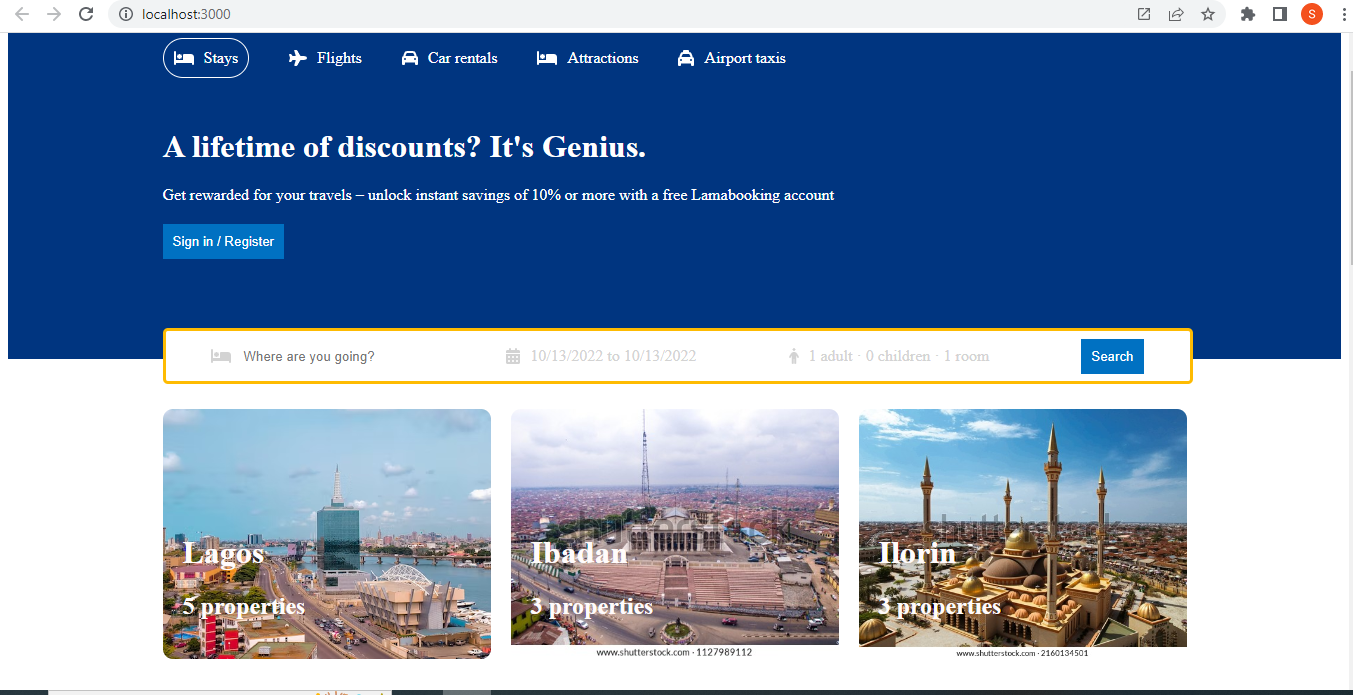 localhost:3000
S
Stays Flights Car rentals Attractions Airport taxis
A lifetime of discounts? It's Genius.
Get rewarded for your travels – unlock instant savings of 10% or more with a free Lamabooking account
Sign in / Register
Where are you going? 10/13/2022 to 10/13/2022 1 adult · 0 children · 1 room Search
Lagos
5 properties
shutterstock
Ibadan
3 properties
www.shutterstock.com · 1127989112
shutterstock
Ilorin
3 properties
www.shutterstock.com · 2160134501